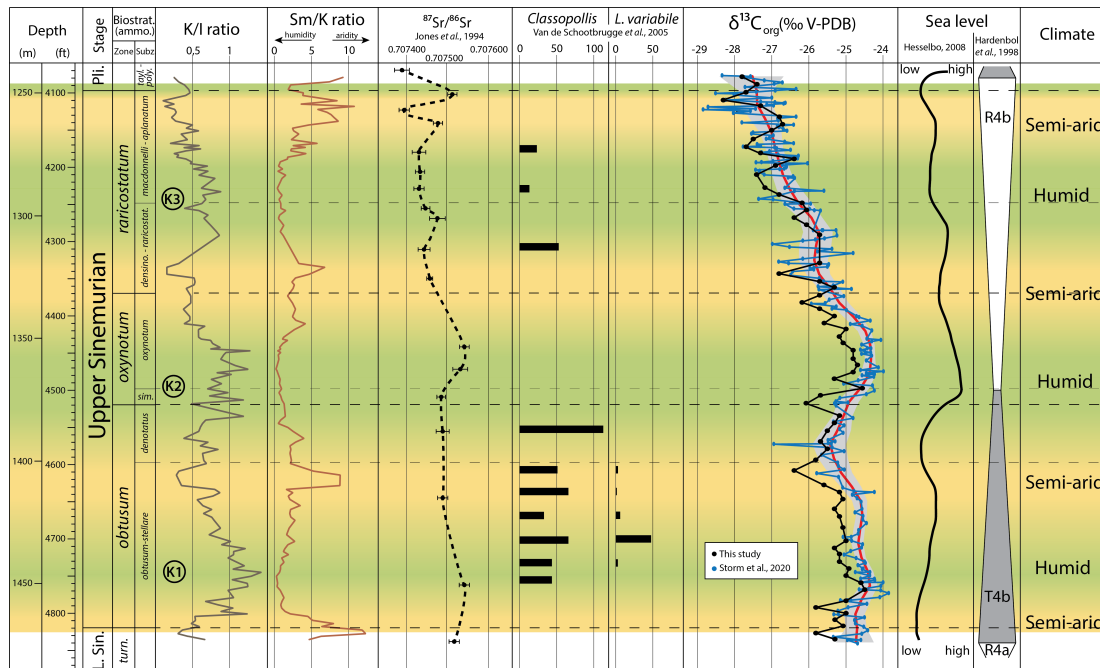 Depth
(m) (ft)
Stage
Biostrat.
(ammo.)
Zone Subz.
K/I ratio
0,5 1
Sm/K ratio
humidity aridity
0 5 10
87Sr/86Sr
Jones et al., 1994
0.707400 0.707600
0.707500
Classopollis L. variabile
Van de Schootbrugge et al., 2005
0 50 100 0 50
δ13Corg(‰ V-PDB)
-29 -28 -27 -26 -25 -24
Sea level
Hesselbo, 2008
Hardenbol
et al., 1998
Climate
low high
Pli.
tayl.-
poly.
1250 4100
4200
1300
4300
4400
1350
4500
1400
4600
4700
1450
4800
Upper Sinemurian
L. Sin.
raricostatum
oxynotum
obtusum
turn.
macdonnelli - aplanatum
densino. - raricostat.
oxynotum
sim.
denotatus
obtusum-stellare
K3
K2
K1
This study
Storm et al., 2020
R4b
T4b
R4a
low high
Semi-arid
Humid
Semi-arid
Humid
Semi-arid
Humid
Semi-arid